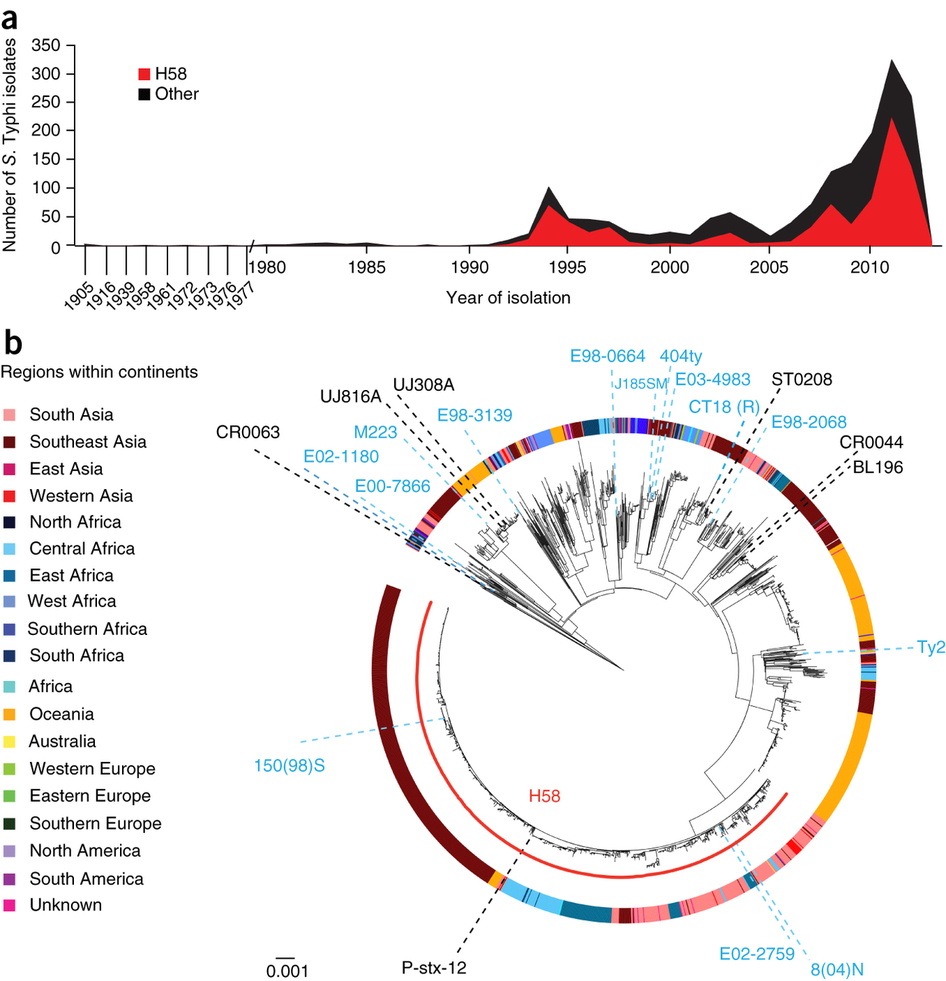 a
Number of S. Typhi isolates
350
300
250
200
150
100
50
0
H58
Other
1905
1916
1939
1958
1961
1972
1973
1976
1977
1980
1985
1990
1995
2000
2005
2010
Year of isolation
b
Regions within continents
South Asia
Southeast Asia
East Asia
Western Asia
North Africa
Central Africa
East Africa
West Africa
Southern Africa
South Africa
Africa
Oceania
Australia
Western Europe
Eastern Europe
Southern Europe
North America
South America
Unknown
CR0063
E02-1180
E00-7866
M223
UJ816A
UJ308A
E98-3139
E98-0664
J185SM
404ty
E03-4983
CT18 (R)
ST0208
E98-2068
CR0044
BL196
Ty2
150(98)S
H58
P-stx-12
E02-2759
8(04)N
0.001